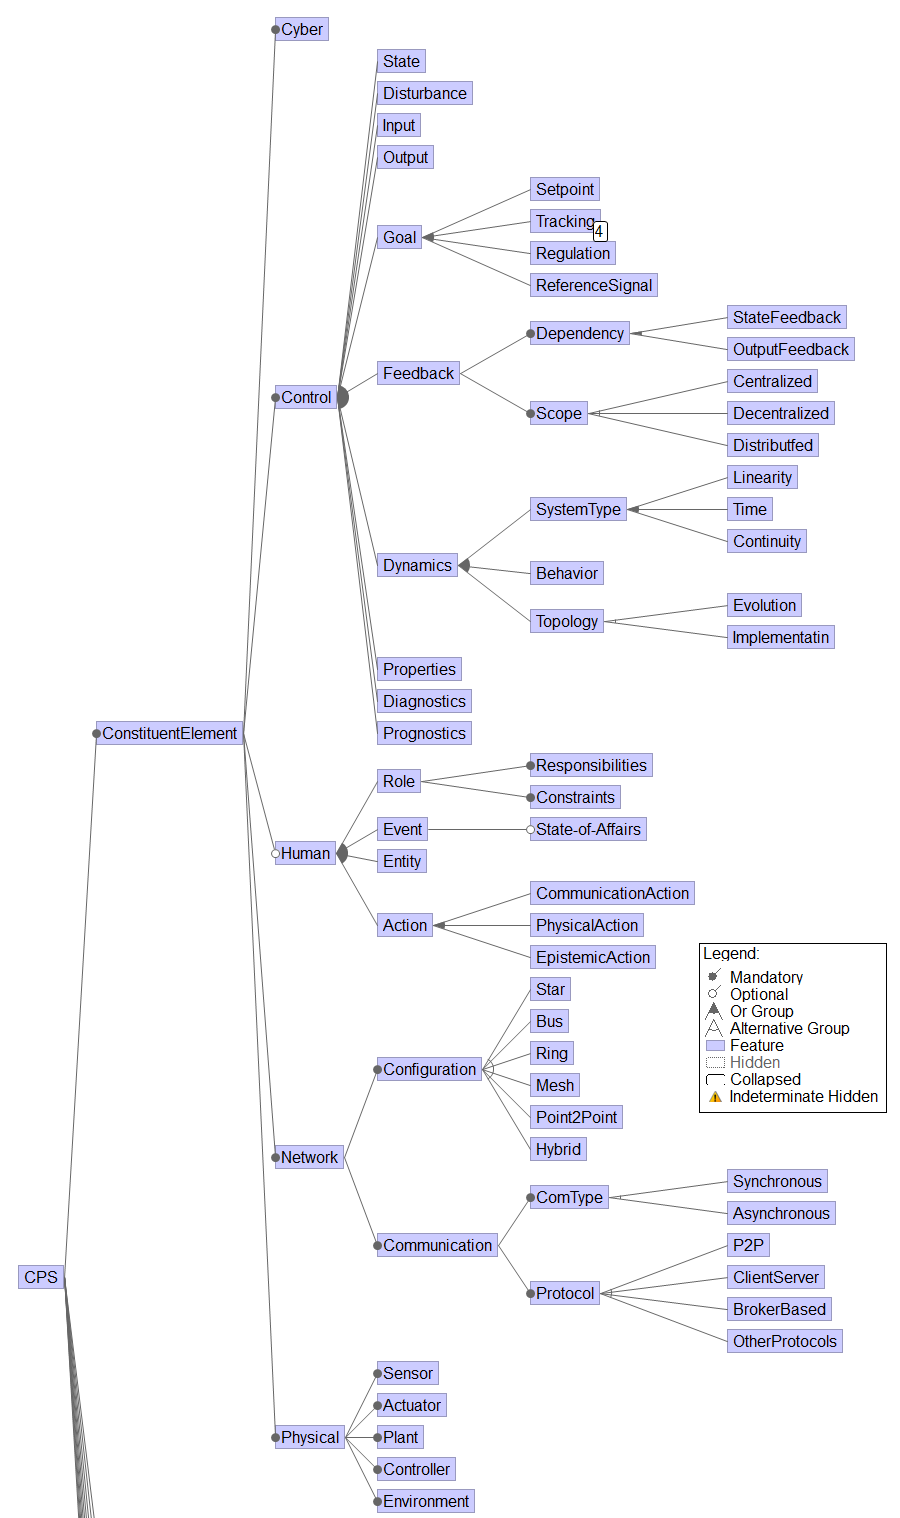 Cyber
State
Disturbance
Input
Output
Setpoint
Tracking
4
Goal
Regulation
ReferenceSignal
StateFeedback
Dependency
OutputFeedback
Feedback
Centralized
Control
Scope
Decentralized
Distributfed
Linearity
SystemType
Time
Continuity
Dynamics
Behavior
Evolution
Topology
Implementatin
Properties
Diagnostics
ConstituentElement
Prognostics
Responsibilities
Role
Constraints
Event
State-of-Affairs
Human
Entity
CommunicationAction
Action
PhysicalAction
EpistemicAction
Star
Bus
Ring
Configuration
Mesh
Point2Point
Hybrid
Network
Synchronous
ComType
Asynchronous
Communication
P2P
CPS
ClientServer
Protocol
BrokerBased
OtherProtocols
Sensor
Actuator
Physical
Plant
Controller
Environment
Legend:
Mandatory
Optional
Or Group
Alternative Group
Feature
Hidden
Collapsed
Indeterminate Hidden